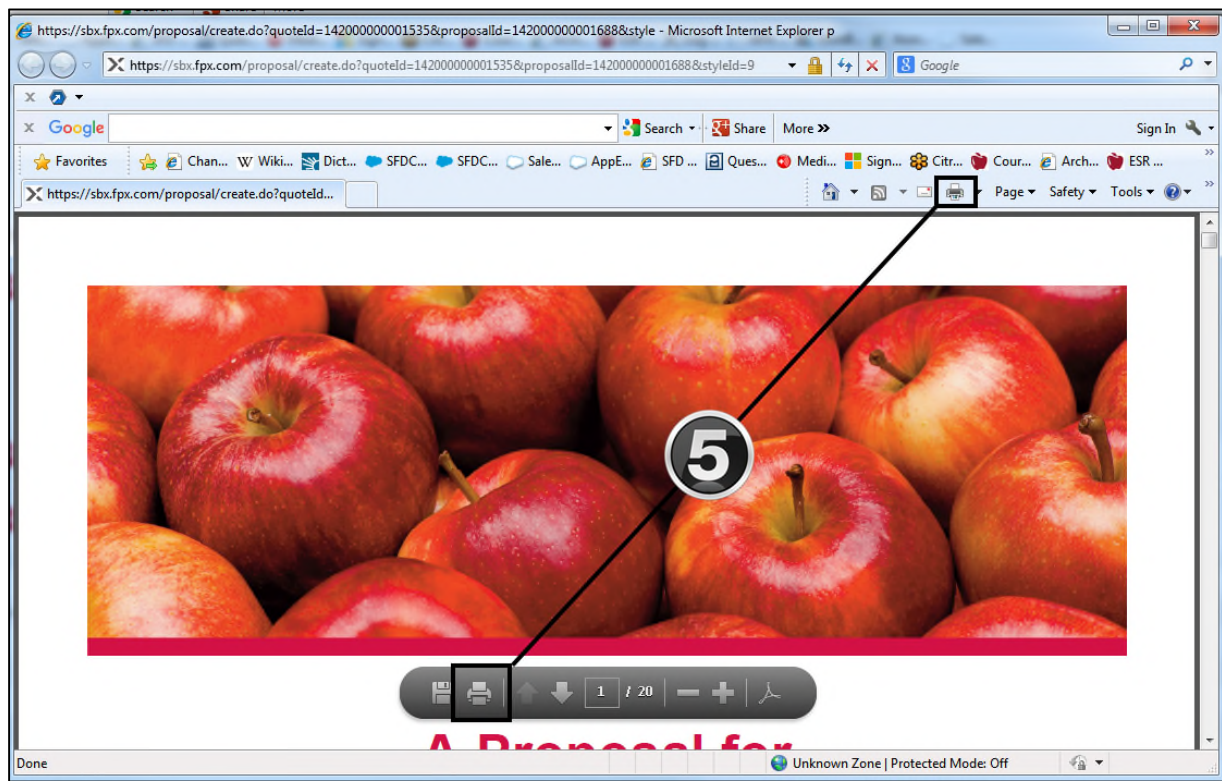 https://sbx.fpx.com/proposal/create.do?quoteId=142000000001535&proposalId=142000000001688&style - Microsoft Internet Explorer p
https://sbx.fpx.com/proposal/create.do?quoteId=142000000001535&proposalId=142000000001688&styleId=9 Google
x
x Google Search Share More >> Sign In
Favorites Chan... Wiki... Dict... SFDC... SFDC... Sale... AppE... SFD ... Ques... Medi... Sign... Citr... Cour... Arch... ESR ...
https://sbx.fpx.com/proposal/create.do?quoteId... Page Safety Tools
5
1 / 20
A Proposal for
Done Unknown Zone | Protected Mode: Off